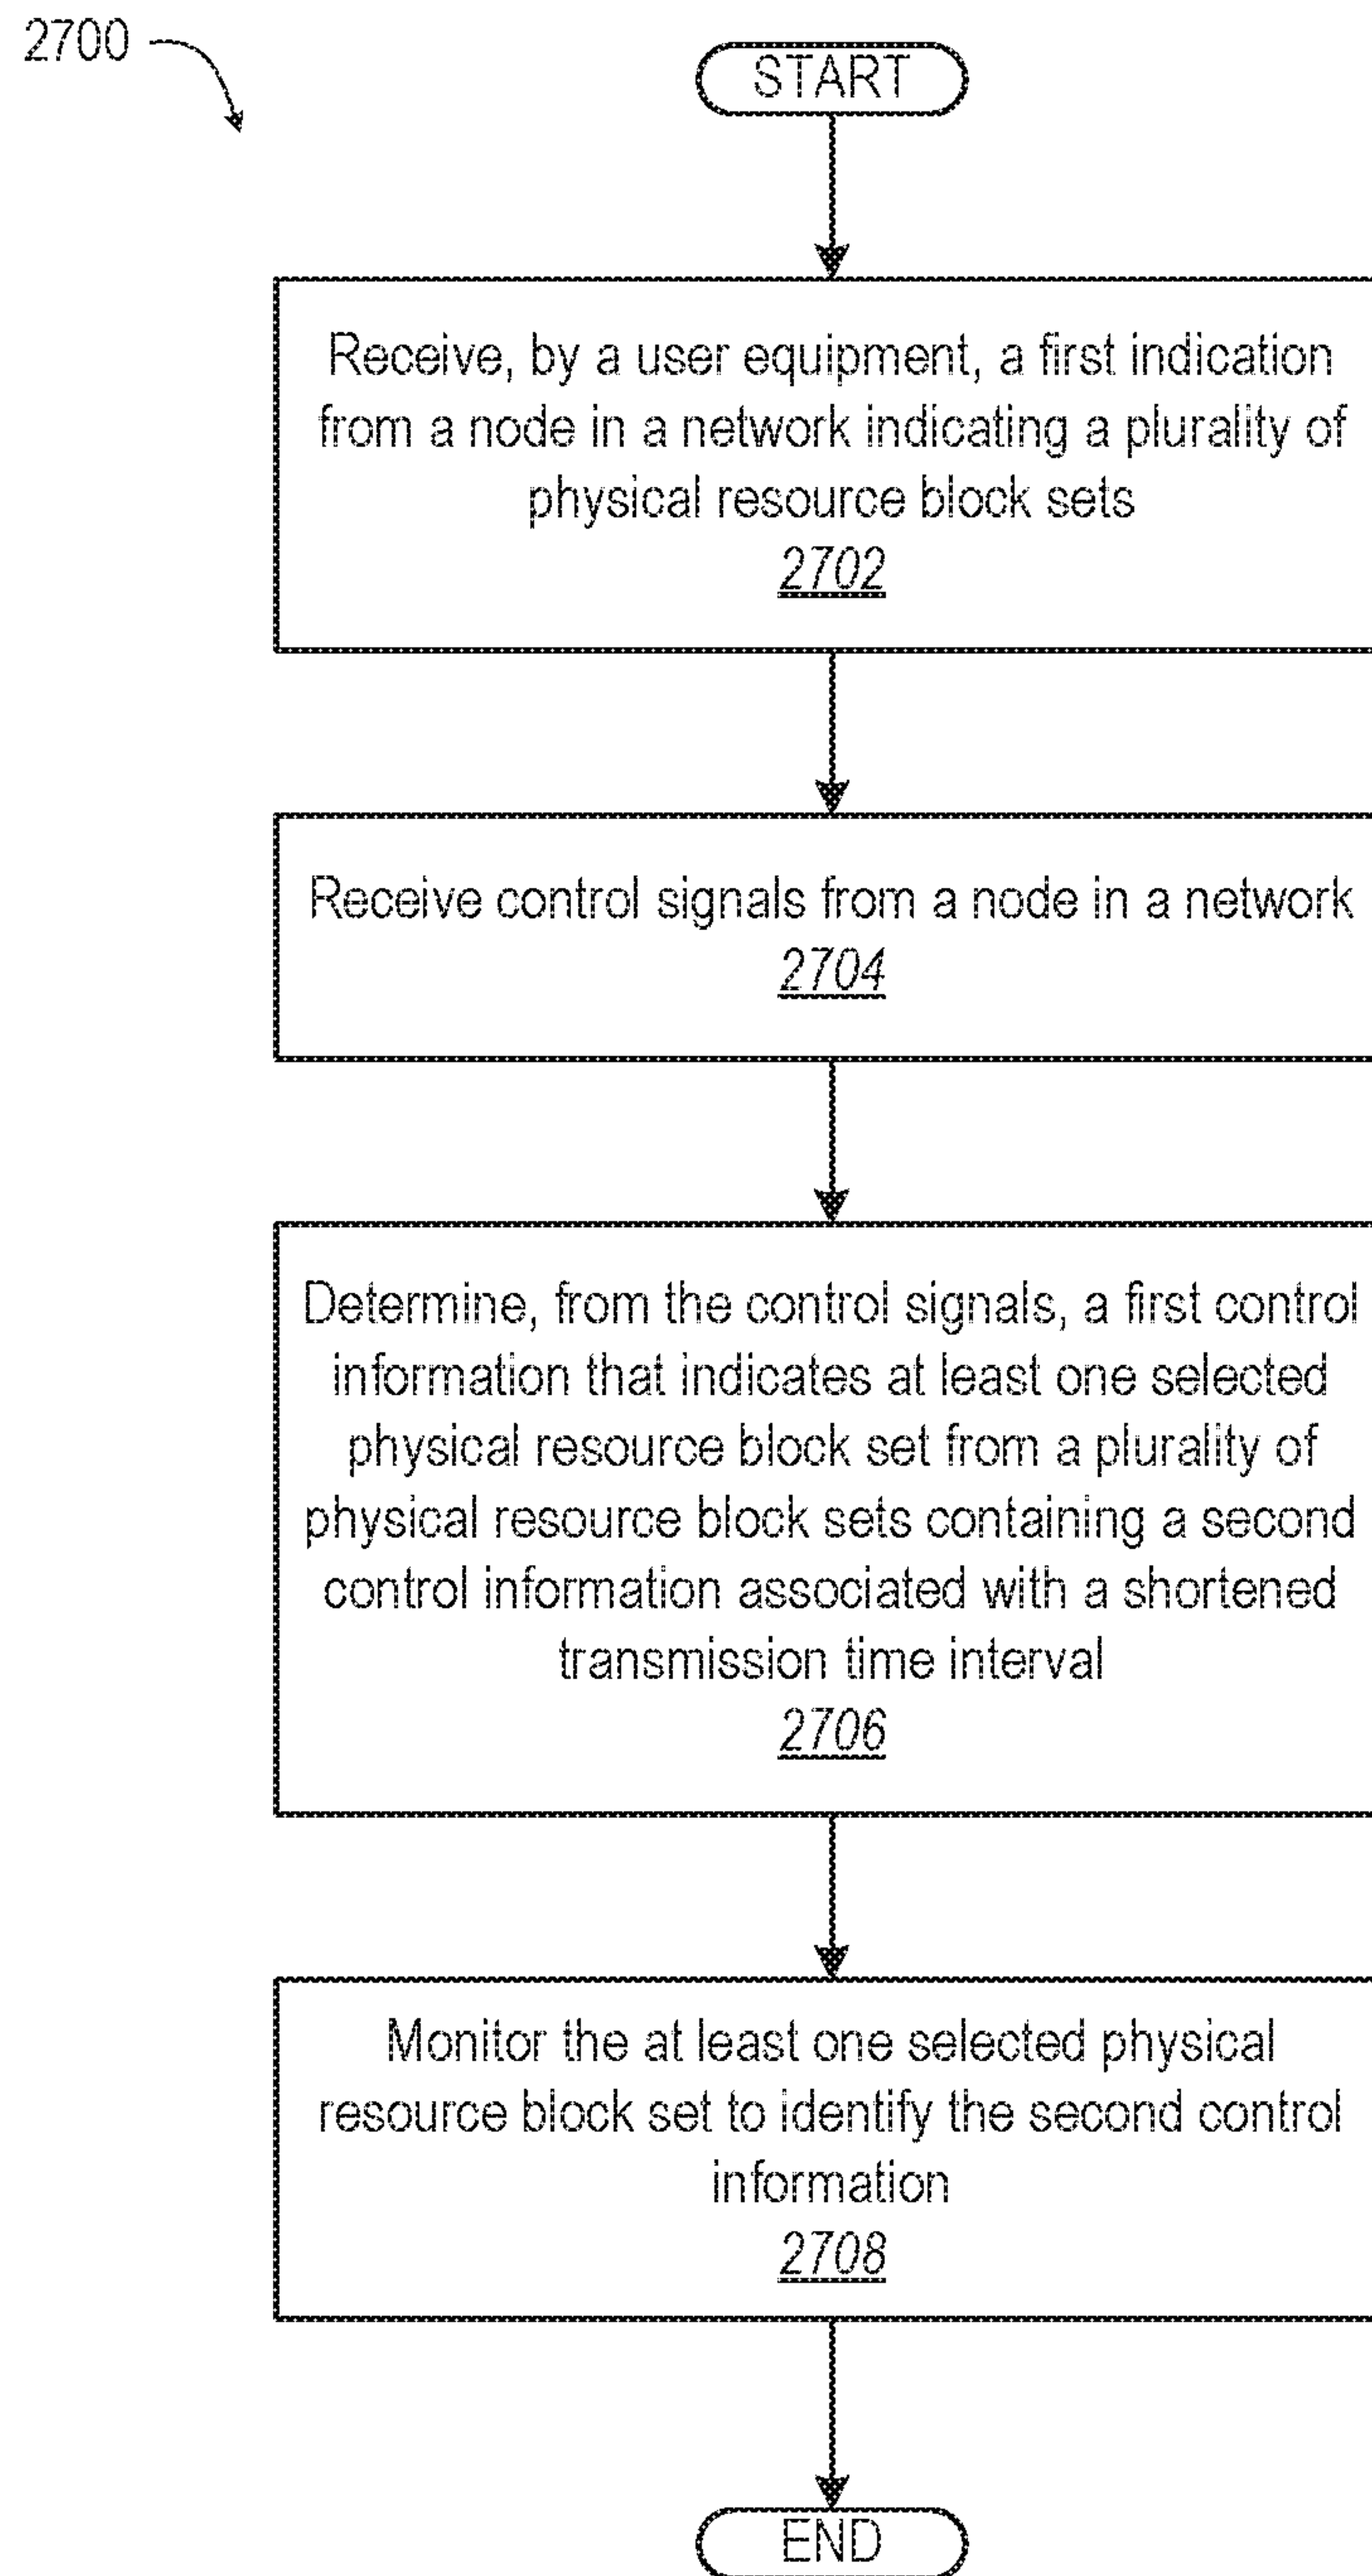 2700
START
Receive, by a user equipment, a first indication
from a node in a network indicating a plurality of
physical resource block sets
2702
Receive control signals from a node in a network
2704
Determine, from the control signals, a first control
information that indicates at least one selected
physical resource block set from a plurality of
physical resource block sets containing a second
control information associated with a shortened
transmission time interval
2706
Monitor the at least one selected physical
resource block set to identify the second control
information
2708
END